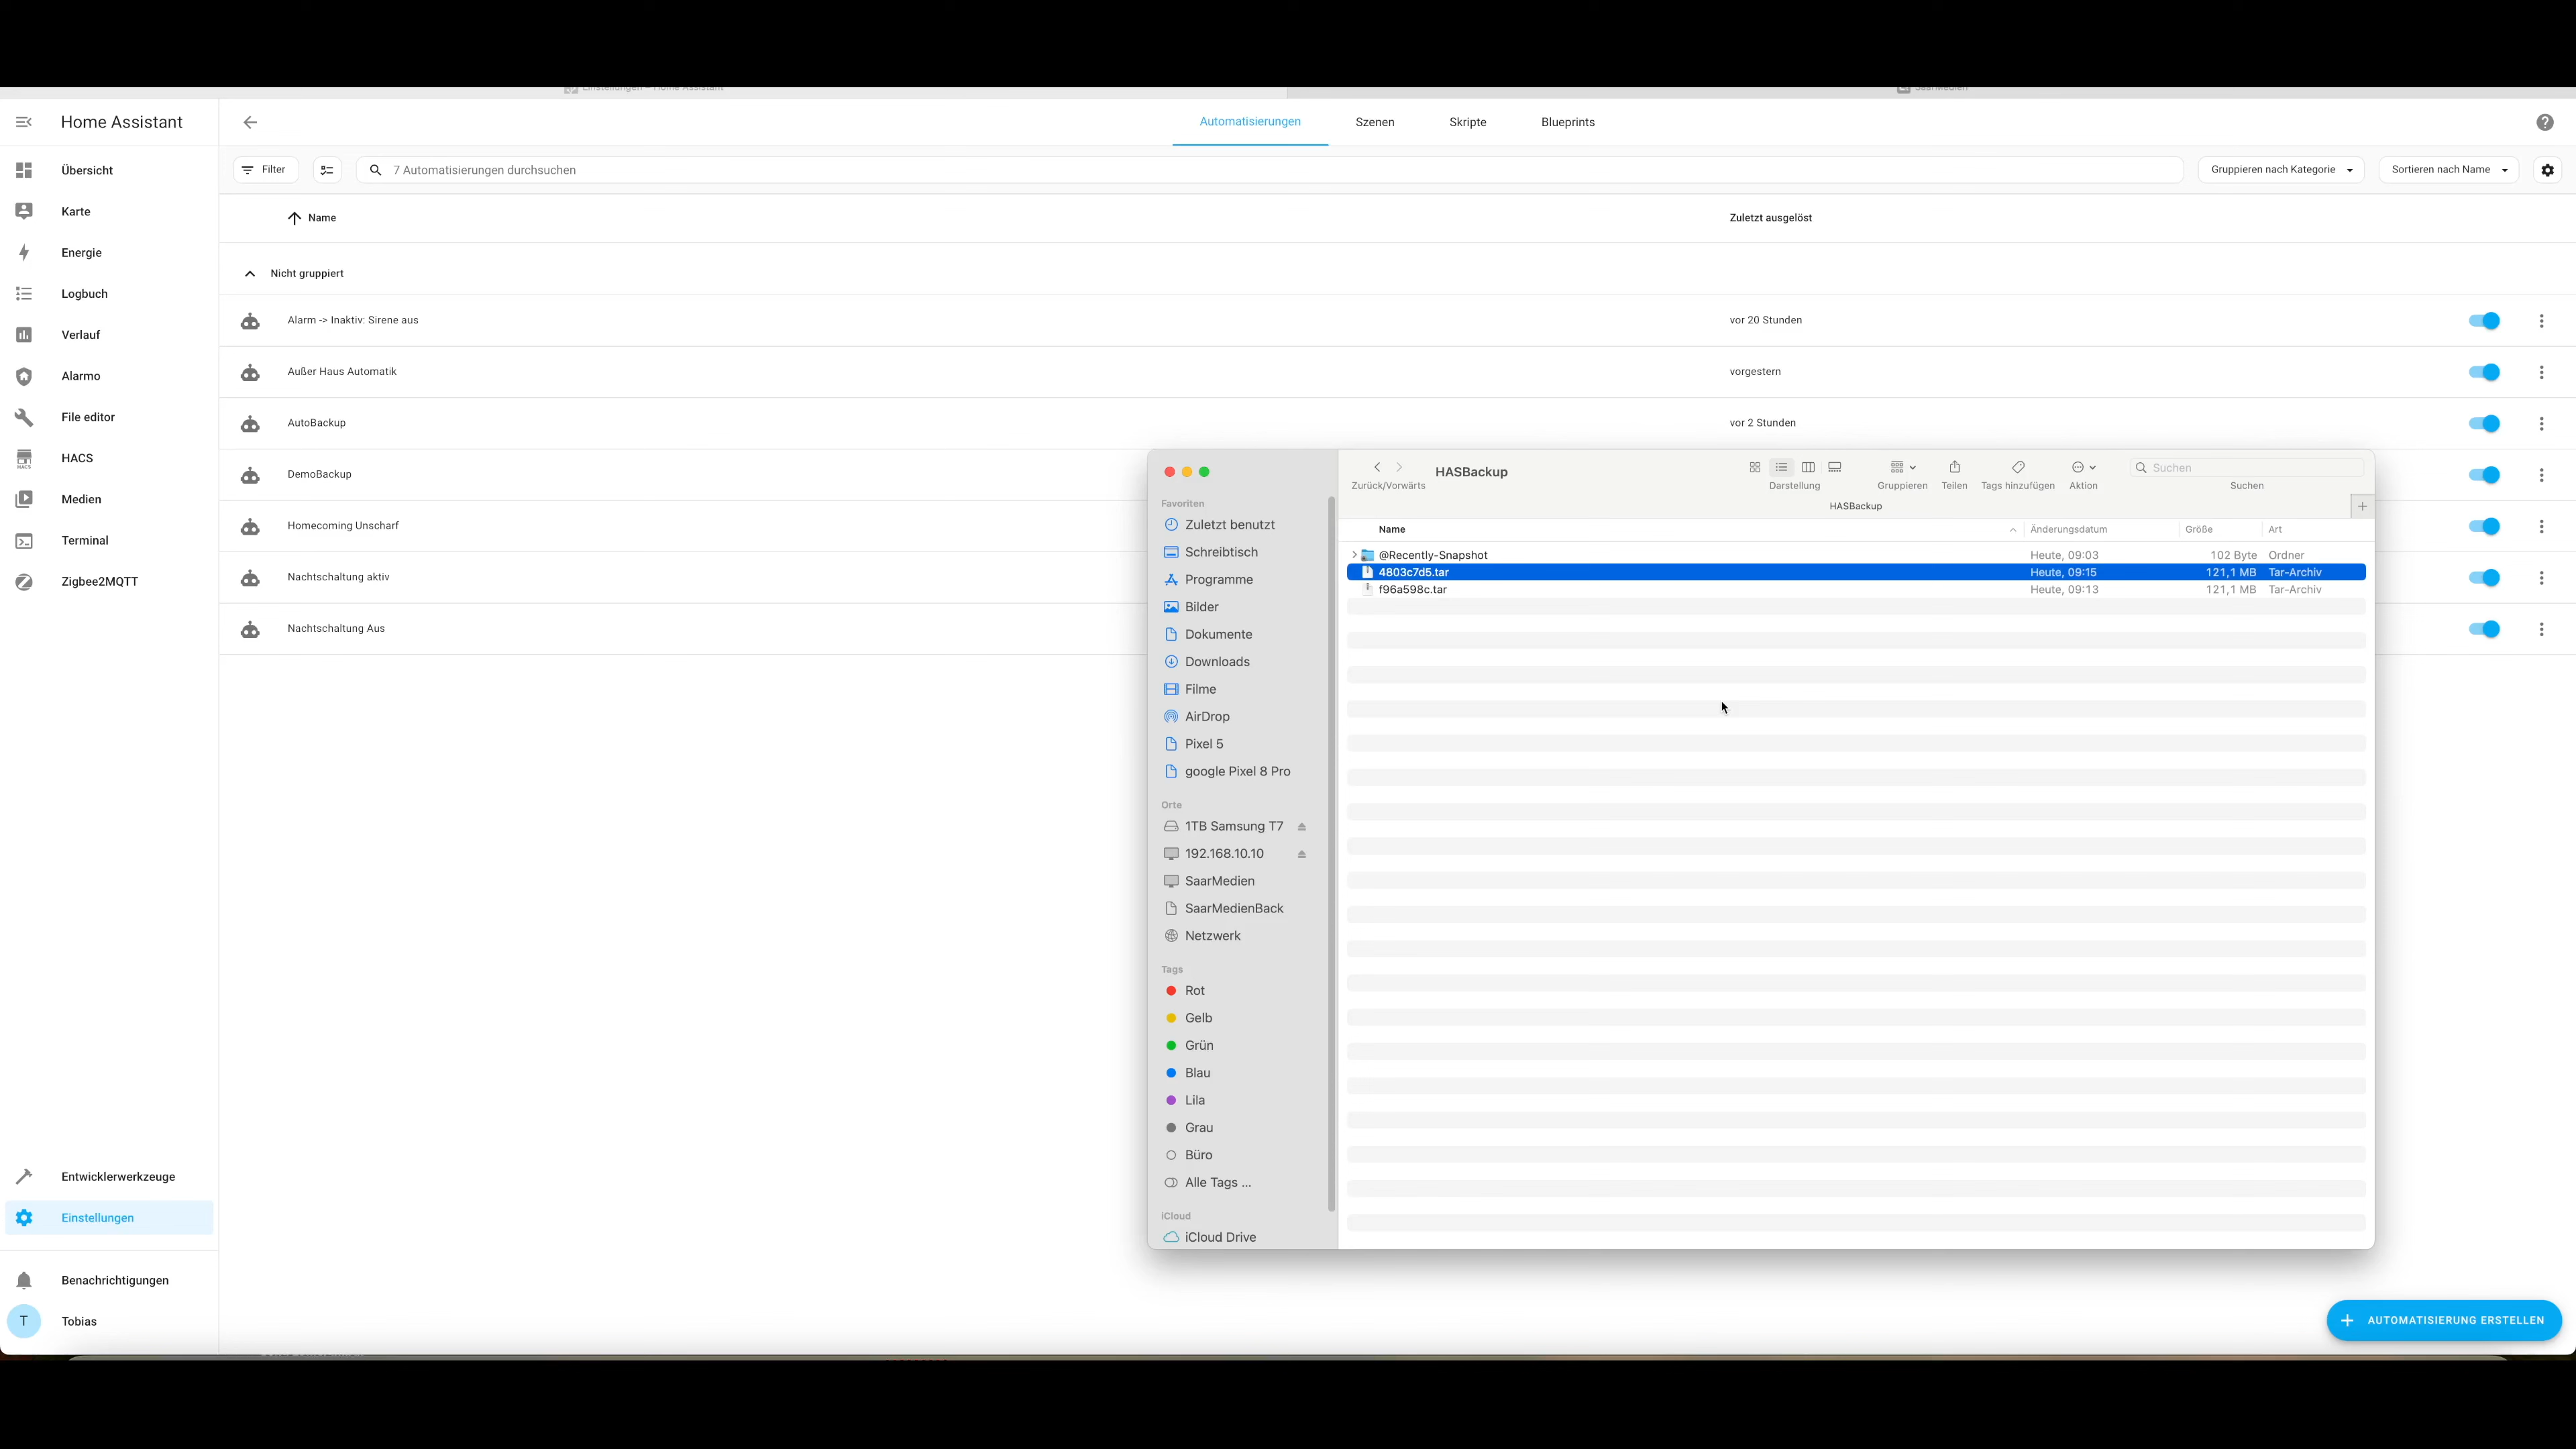 Einstellungen – Home Assistant
SaarMedien
Home Assistant
Automatisierungen
Szenen
Skripte
Blueprints
Filter
7 Automatisierungen durchsuchen
Gruppieren nach Kategorie
Sortieren nach Name
Name
Zuletzt ausgelöst
Nicht gruppiert
Alarm -> Inaktiv: Sirene aus
vor 20 Stunden
Außer Haus Automatik
vorgestern
AutoBackup
vor 2 Stunden
DemoBackup
Homecoming Unscharf
Nachtschaltung aktiv
Nachtschaltung Aus
Übersicht
Karte
Energie
Logbuch
Verlauf
Alarmo
File editor
HACS
HACS
Medien
Terminal
Zigbee2MQTT
Entwicklerwerkzeuge
Einstellungen
Benachrichtigungen
T
Tobias
HASBackup
Zurück/Vorwärts
Darstellung
Gruppieren
Teilen
Tags hinzufügen
Aktion
Suchen
Suchen
HASBackup
Name
Änderungsdatum
Größe
Art
@Recently-Snapshot
Heute, 09:03
102 Byte
Ordner
4803c7d5.tar
Heute, 09:15
121,1 MB
Tar-Archiv
f96a598c.tar
Heute, 09:13
121,1 MB
Tar-Archiv
Favoriten
Zuletzt benutzt
Schreibtisch
Programme
Bilder
Dokumente
Downloads
Filme
AirDrop
Pixel 5
google Pixel 8 Pro
Orte
1TB Samsung T7
192.168.10.10
SaarMedien
SaarMedienBack
Netzwerk
Tags
Rot
Gelb
Grün
Blau
Lila
Grau
Büro
Alle Tags ...
iCloud
iCloud Drive
AUTOMATISIERUNG ERSTELLEN